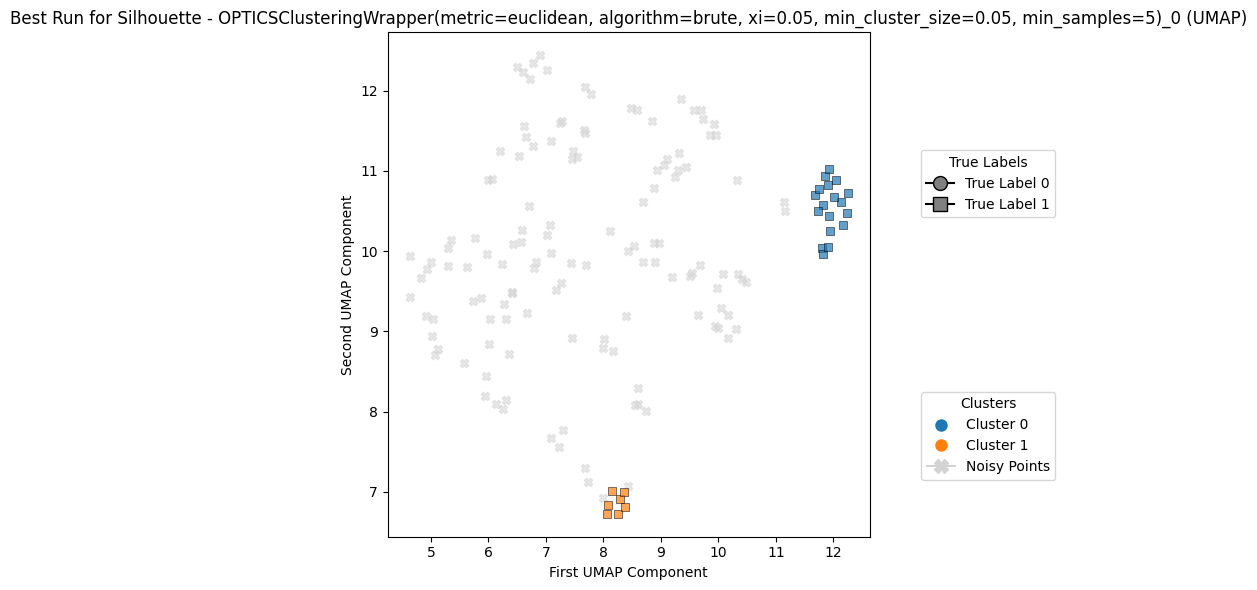 Best Run for Silhouette - OPTICSClusteringWrapper(metric=euclidean, algorithm=brute, xi=0.05, min_cluster_size=0.05, min_samples=5)_0 (UMAP)
12
11
10
9
8
7
Second UMAP Component
5 6 7 8 9 10 11 12
First UMAP Component
True Labels
True Label 0
True Label 1
Clusters
Cluster 0
Cluster 1
Noisy Points